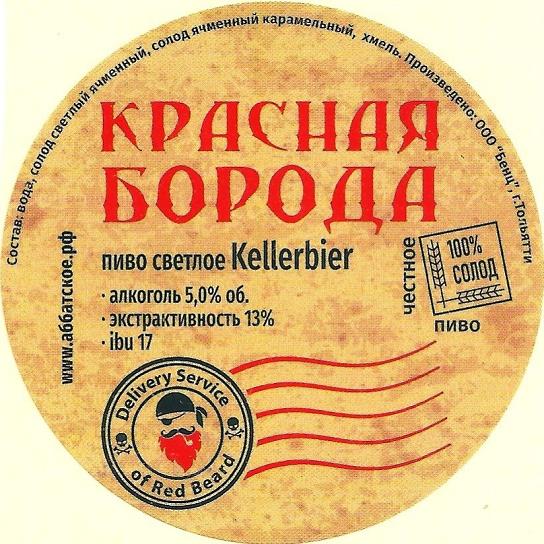 Состав: вода, солод светлый ячменный, солод ячменный карамельный, хмель. Произведено: ООО "Бенц", г.Тольятти
КРАСНАЯ
БОРОДА
пиво светлое Kellerbier
· алкоголь 5,0% об.
· экстрактивность 13%
· ibu 17
www.аббатское.рф
честное
100%
солод
пиво
Delivery Service
of Red Beard